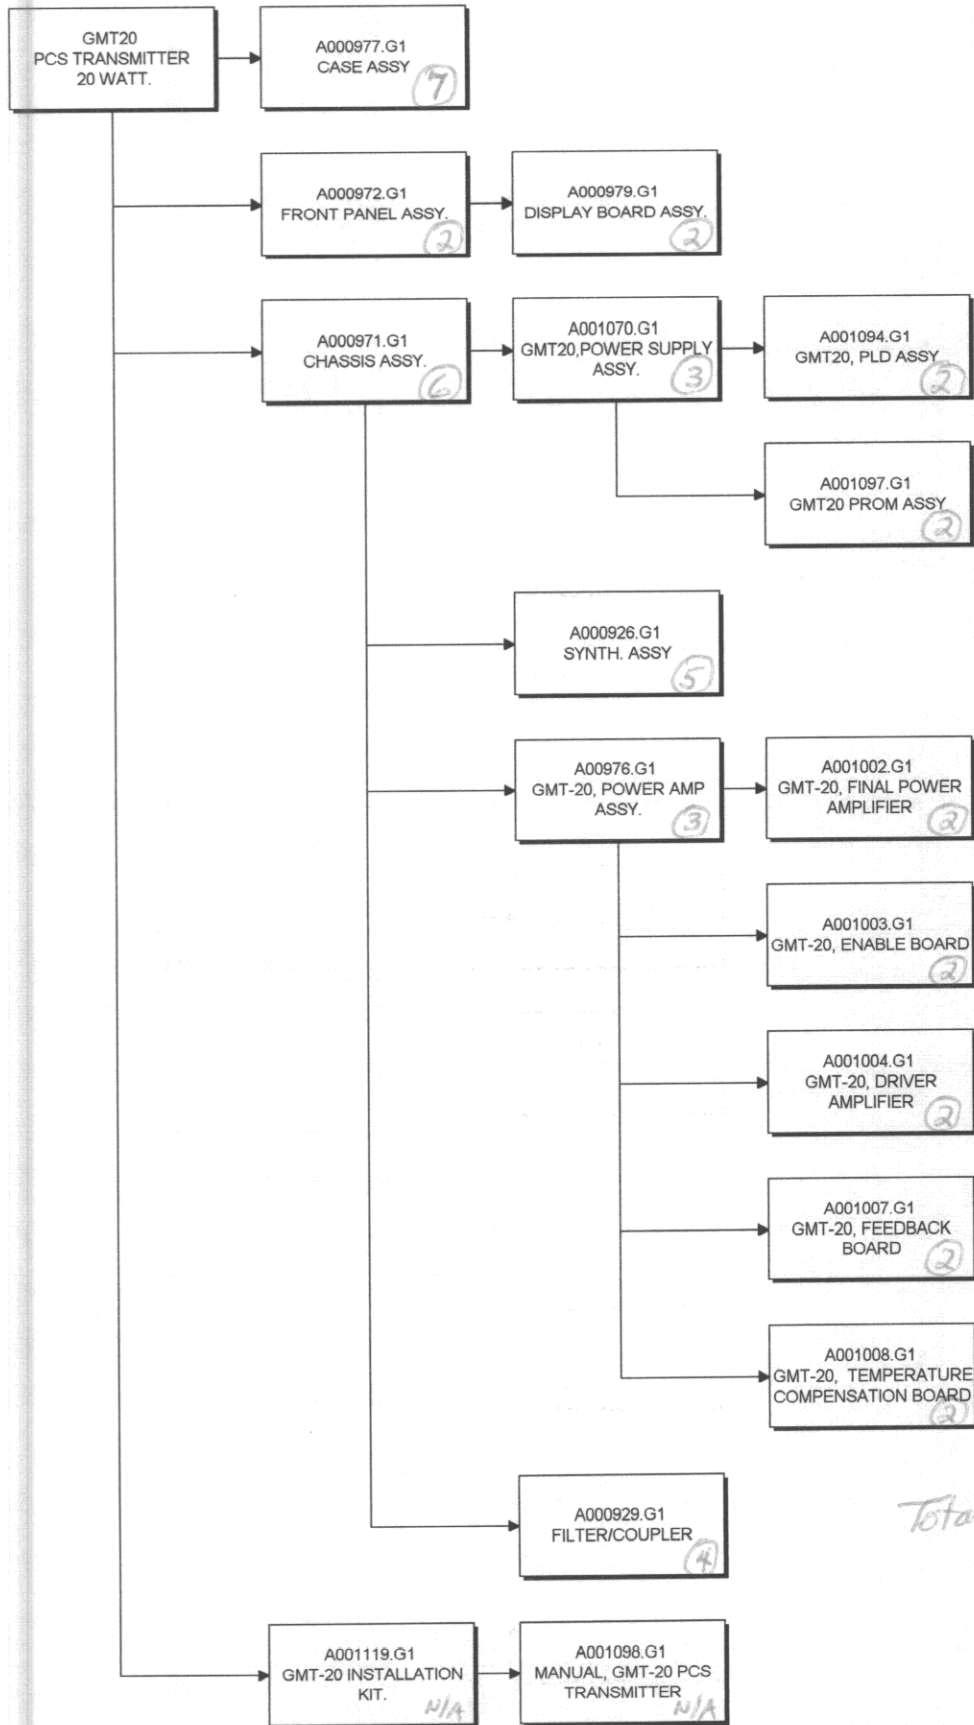 GMT20
PCS TRANSMITTER
20 WATT.
A000977.G1
CASE ASSY
7
A000972.G1
FRONT PANEL ASSY.
2
A000979.G1
DISPLAY BOARD ASSY.
2
A000971.G1
CHASSIS ASSY.
6
A001070.G1
GMT20,POWER SUPPLY
ASSY.
3
A001094.G1
GMT20, PLD ASSY
2
A001097.G1
GMT20 PROM ASSY
2
A000926.G1
SYNTH. ASSY
5
A00976.G1
GMT-20, POWER AMP
ASSY.
3
A001002.G1
GMT-20, FINAL POWER
AMPLIFIER
2
A001003.G1
GMT-20, ENABLE BOARD
2
A001004.G1
GMT-20, DRIVER
AMPLIFIER
2
A001007.G1
GMT-20, FEEDBACK
BOARD
2
A001008.G1
GMT-20, TEMPERATURE
COMPENSATION BOARD
2
A000929.G1
FILTER/COUPLER
4
A001119.G1
GMT-20 INSTALLATION
KIT.
N/A
A001098.G1
MANUAL, GMT-20 PCS
TRANSMITTER
N/A